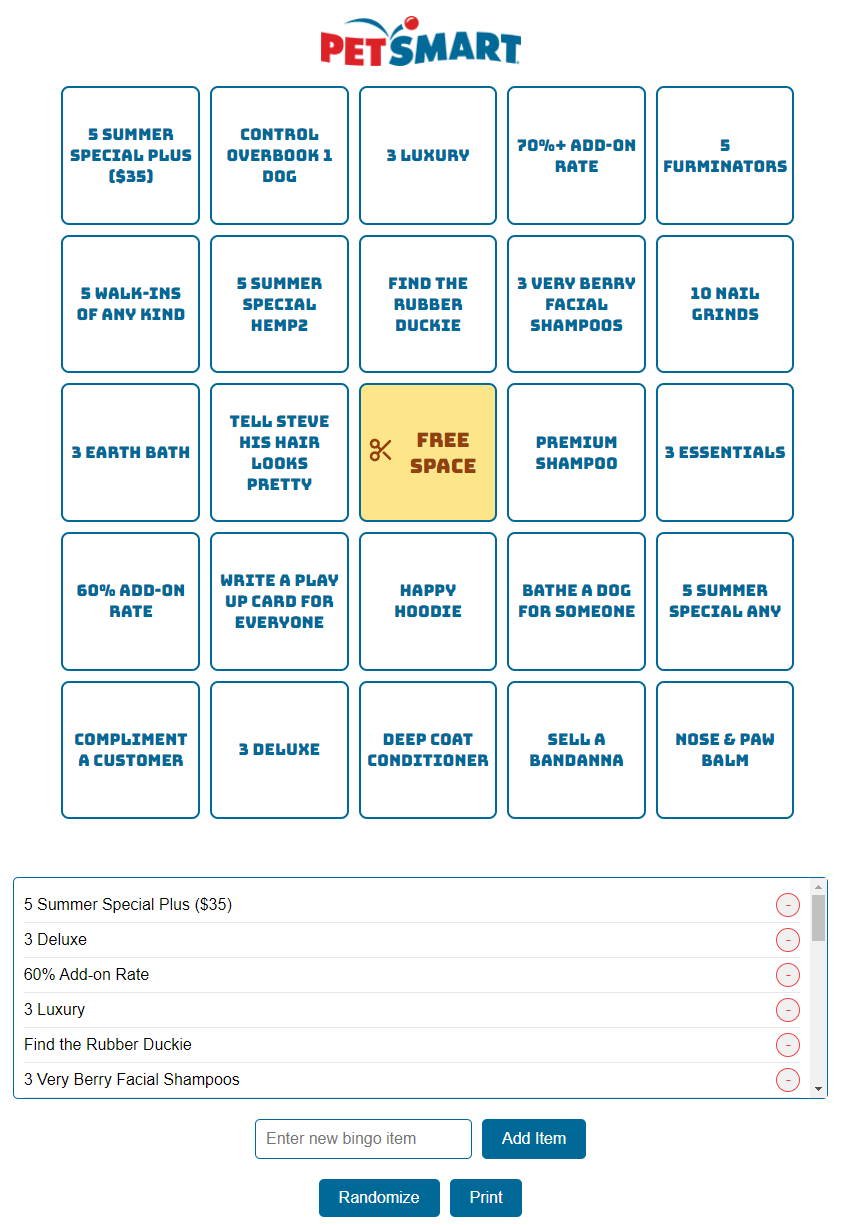 PETSMART
5 SUMMER
SPECIAL PLUS
($35)
CONTROL
OVERBOOK 1
DOG
3 LUXURY
70%+ ADD-ON
RATE
5
FURMINATORS
5 WALK-INS
OF ANY KIND
5 SUMMER
SPECIAL
HEMP2
FIND THE
RUBBER
DUCKIE
3 VERY BERRY
FACIAL
SHAMPOOS
10 NAIL
GRINDS
3 EARTH BATH
TELL STEVE
HIS HAIR
LOOKS
PRETTY
FREE
SPACE
PREMIUM
SHAMPOO
3 ESSENTIALS
60% ADD-ON
RATE
WRITE A PLAY
UP CARD FOR
EVERYONE
HAPPY
HOODIE
BATHE A DOG
FOR SOMEONE
5 SUMMER
SPECIAL ANY
COMPLIMENT
A CUSTOMER
3 DELUXE
DEEP COAT
CONDITIONER
SELL A
BANDANNA
NOSE & PAW
BALM
5 Summer Special Plus ($35)
-
3 Deluxe
-
60% Add-on Rate
-
3 Luxury
-
Find the Rubber Duckie
-
3 Very Berry Facial Shampoos
-
Enter new bingo item
Add Item
Randomize
Print